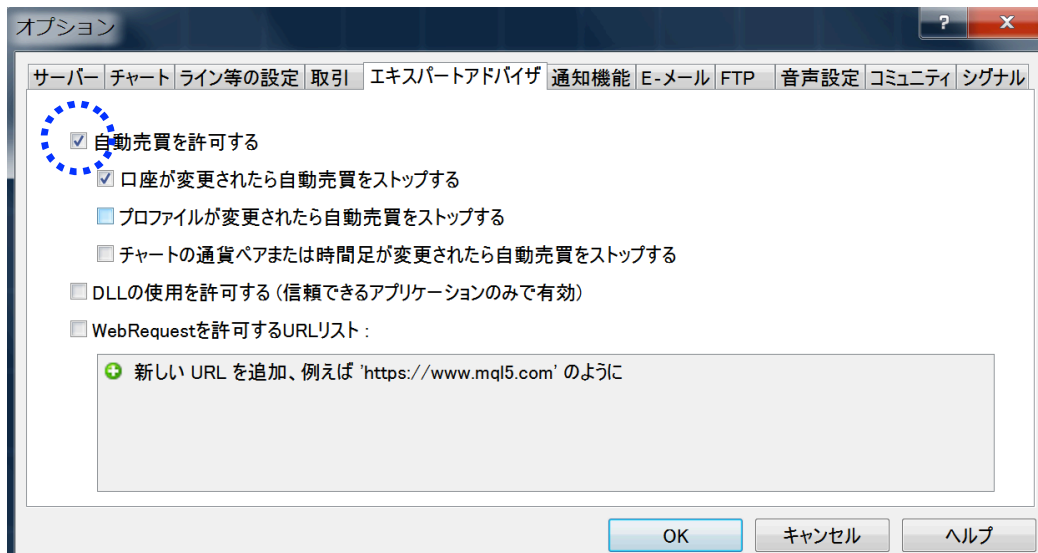 オプション
サーバー チャート ライン等の設定 取引 エキスパートアドバイザ 通知機能 E-メール FTP 音声設定 コミュニティ シグナル
自動売買を許可する
口座が変更されたら自動売買をストップする
プロファイルが変更されたら自動売買をストップする
チャートの通貨ペアまたは時間足が変更されたら自動売買をストップする
DLLの使用を許可する (信頼できるアプリケーションのみで有効)
WebRequestを許可するURLリスト :
新しい URL を追加、例えば 'https://www.mql5.com' のように
OK キャンセル ヘルプ